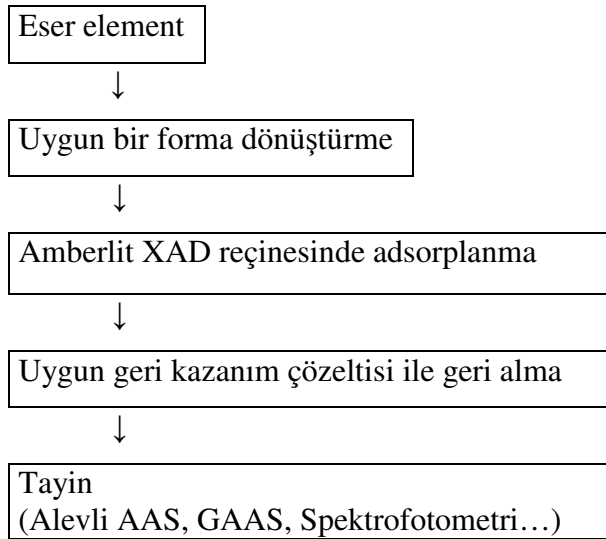 Eser element
↓
Uygun bir forma dönüştürme
↓
Amberlit XAD reçinesinde adsorplanma
↓
Uygun geri kazanım çözeltisi ile geri alma
↓
Tayin
(Alevli AAS, GAAS, Spektrofotometri…)